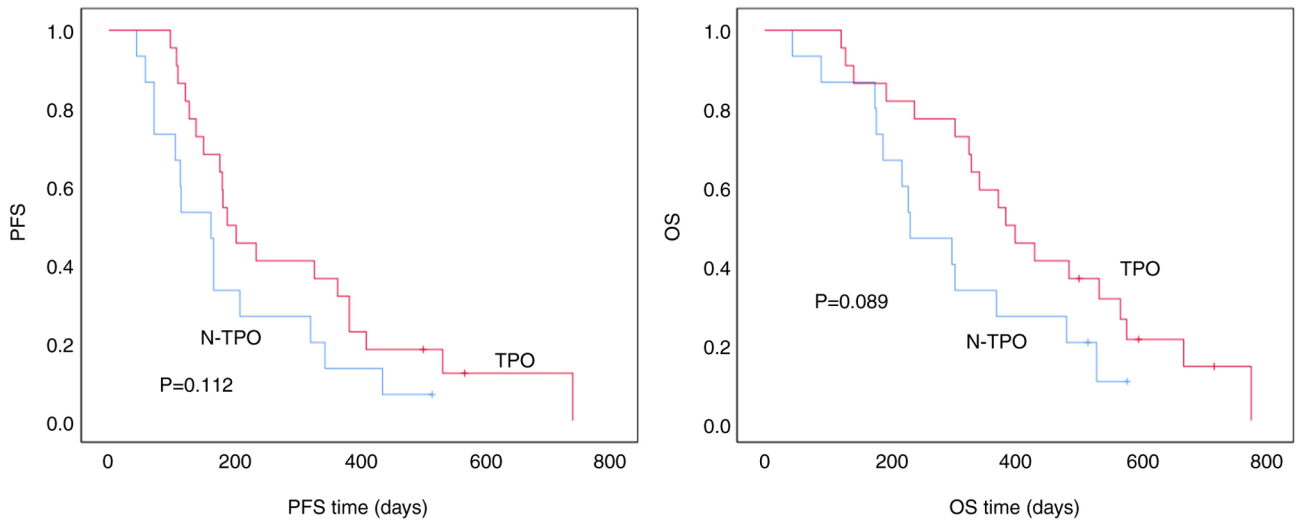 1.0
0.8
0.6
0.4
0.2
0.0
PFS
N-TPO
TPO
P=0.112
0 200 400 600 800
PFS time (days)
1.0
0.8
0.6
0.4
0.2
0.0
OS
TPO
P=0.089
N-TPO
0 200 400 600 800
OS time (days)